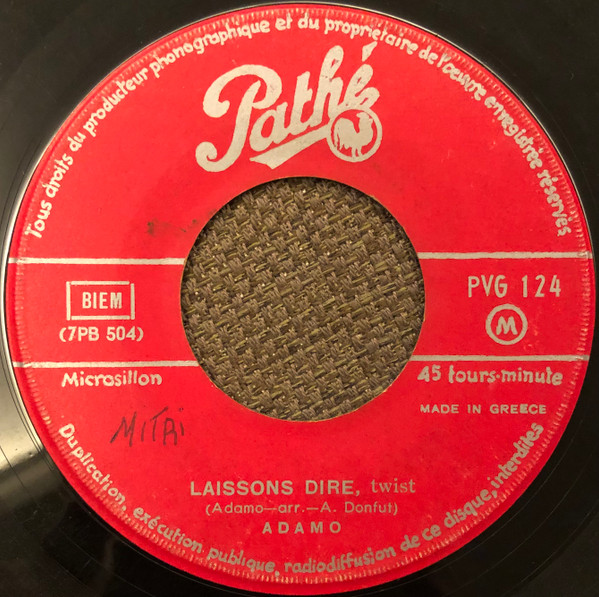 Tous droits du producteur phonographique et du propriétaire de l'œuvre enregistrée réservés
Pathé
BIEM
(7PB 504)
PVG 124
M
Microsillon
45 tours-minute
MADE IN GREECE
MITRI
LAISSONS DIRE, twist
(Adamo—arr.—A. Donfut)
ADAMO
Duplication, exécution publique, radiodiffusion de ce disque, interdites